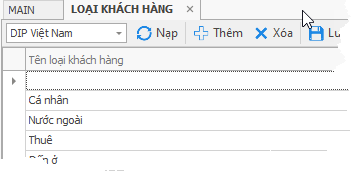 MAIN LOẠI KHÁCH HÀNG
DIP Việt Nam Nạp Thêm Xóa
Tên loại khách hàng
Cá nhân
Nước ngoài
Thuê